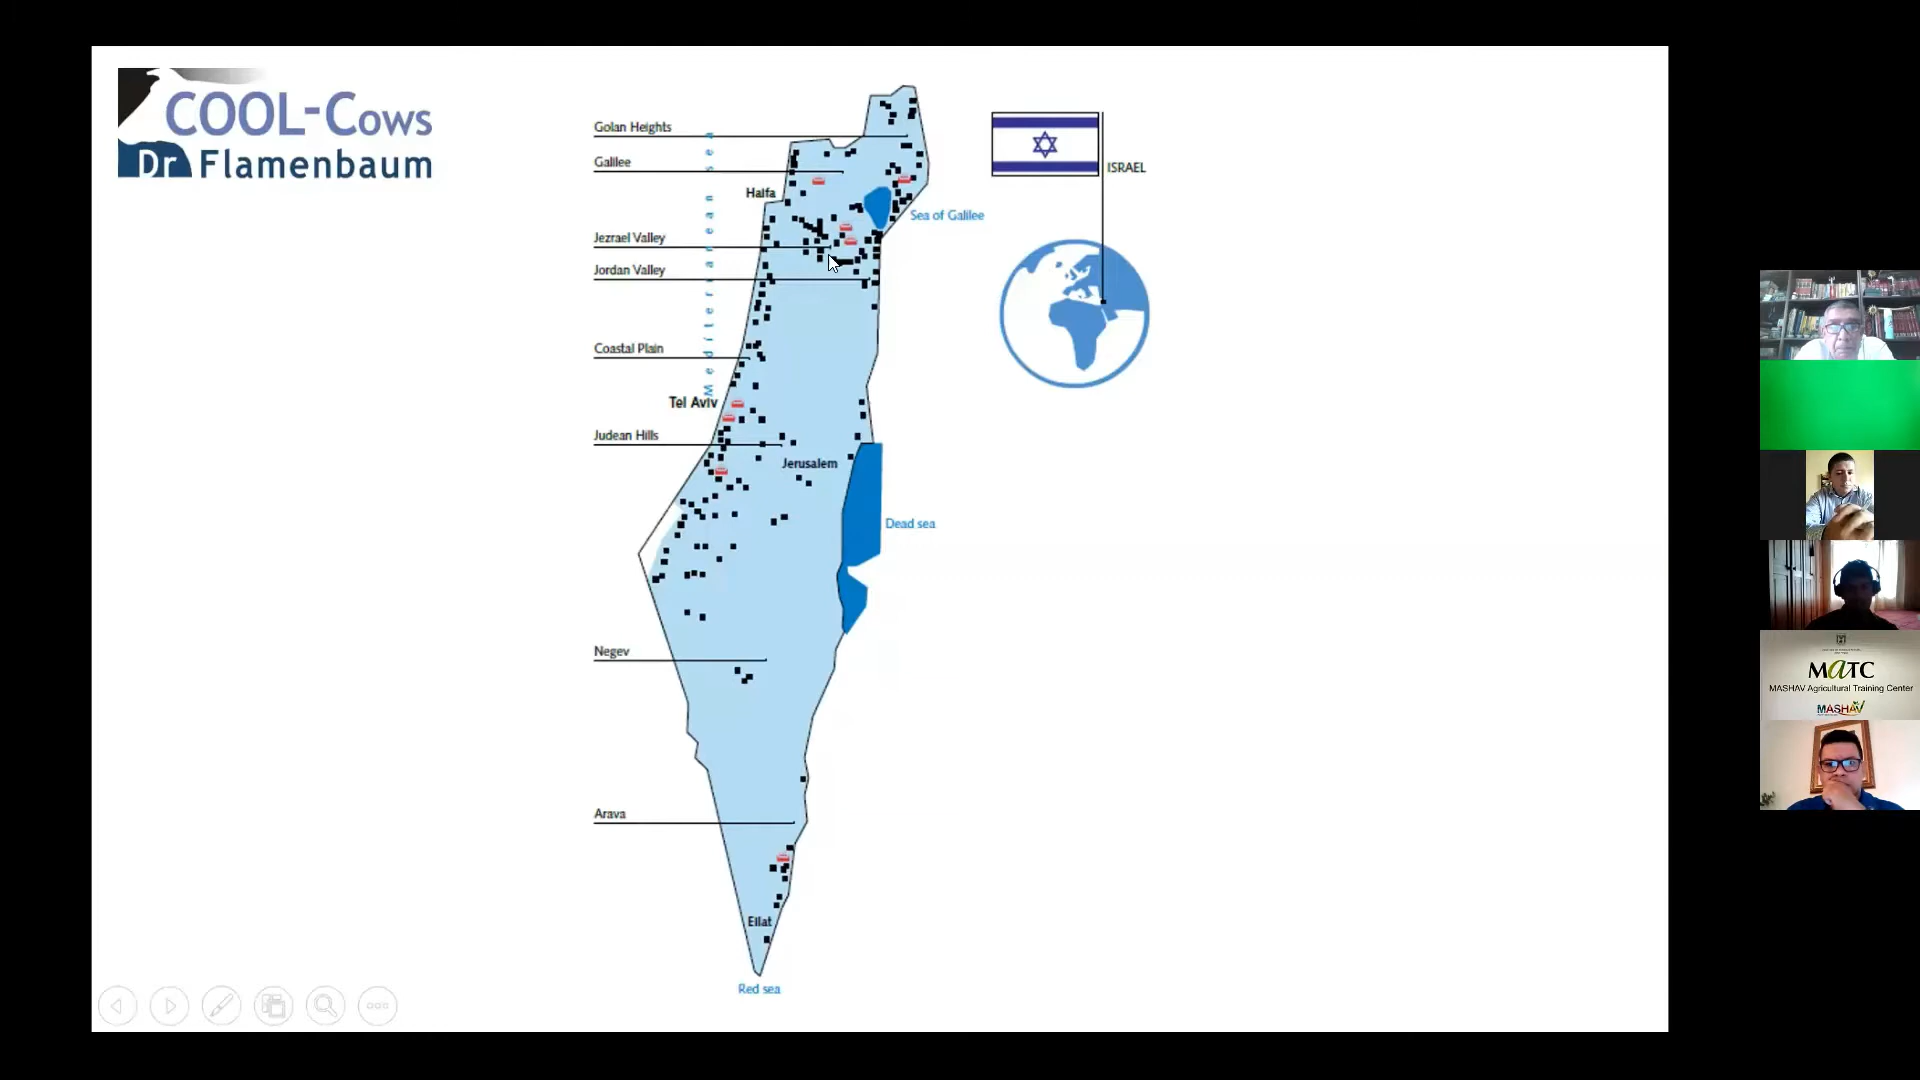 COOL-Cows
Dr Flamenbaum
Golan Heights
Galilee
Haifa
Jezrael Valley
Jordan Valley
Coastal Plain
Tel Aviv
Judean Hills
Jerusalem
Negev
Arava
Eilat
Red sea
Mediterranean sea
Sea of Galilee
Dead sea
ISRAEL
MATC
MASHAV Agricultural Training Center
MASHAV